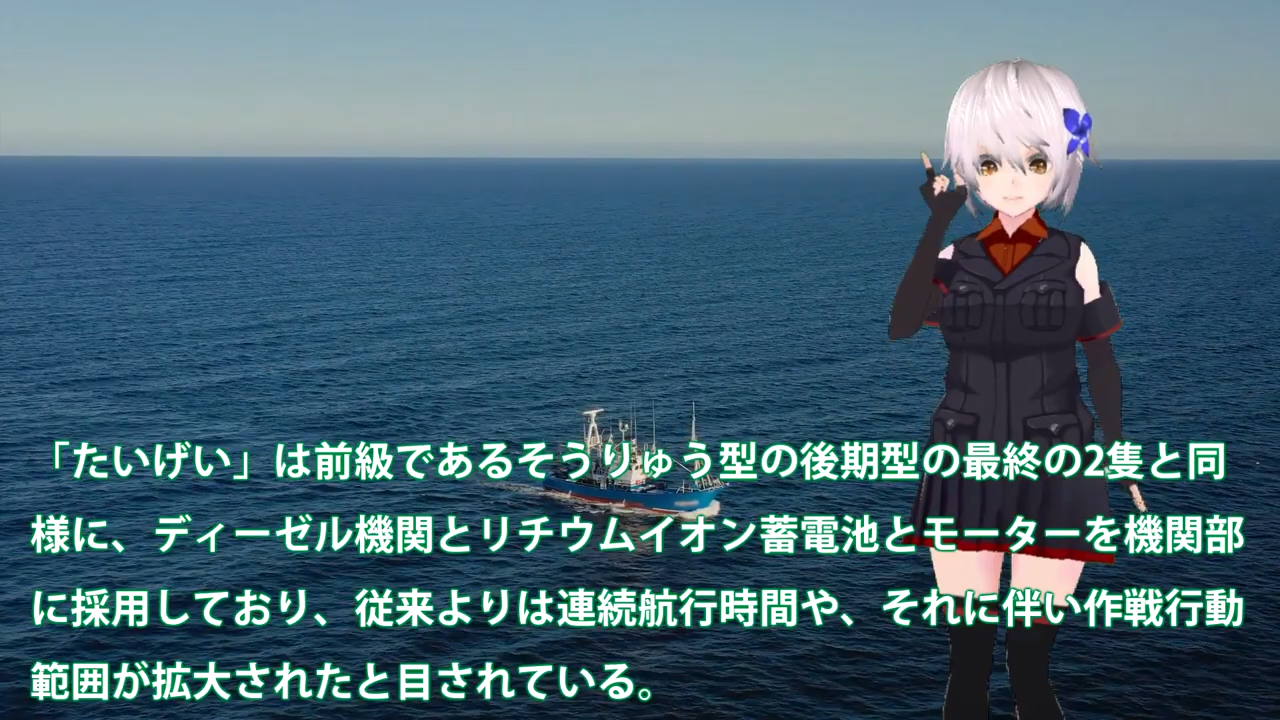 「たいげい」は前級であるそうりゅう型の後期型の最終の2隻と同
様に、ディーゼル機関とリチウムイオン蓄電池とモーターを機関部
に採用しており、従来よりは連続航行時間や、それに伴い作戦行動
範囲が拡大されたと目されている。